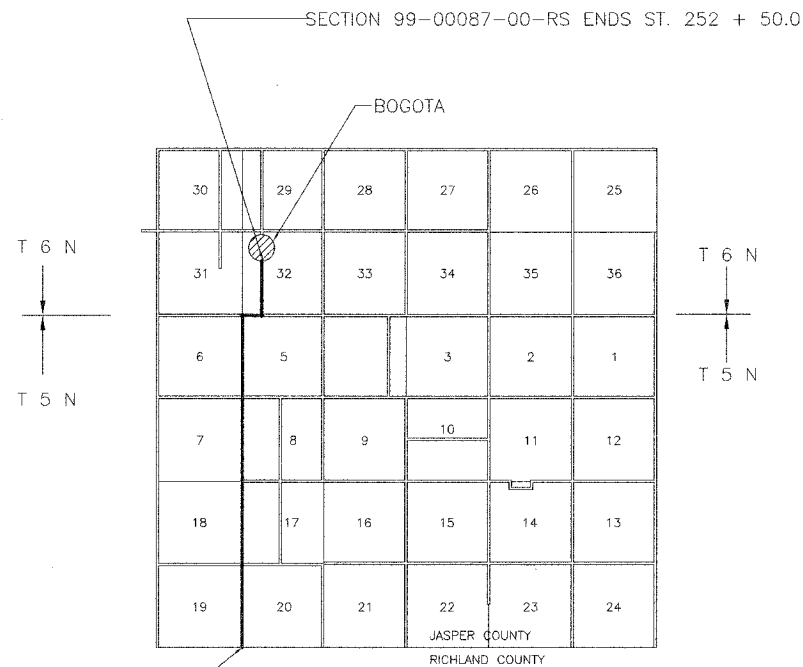 SECTION 99-00087-00-RS ENDS ST. 252 + 50.0
BOGOTA
30 29 28 27 26 25
T 6 N
T 6 N
31 32 33 34 35 36
6 5 3 2 1
T 5 N
T 5 N
7 8 9 10 11 12
18 17 16 15 14 13
19 20 21 22 23 24
JASPER COUNTY
RICHLAND COUNTY